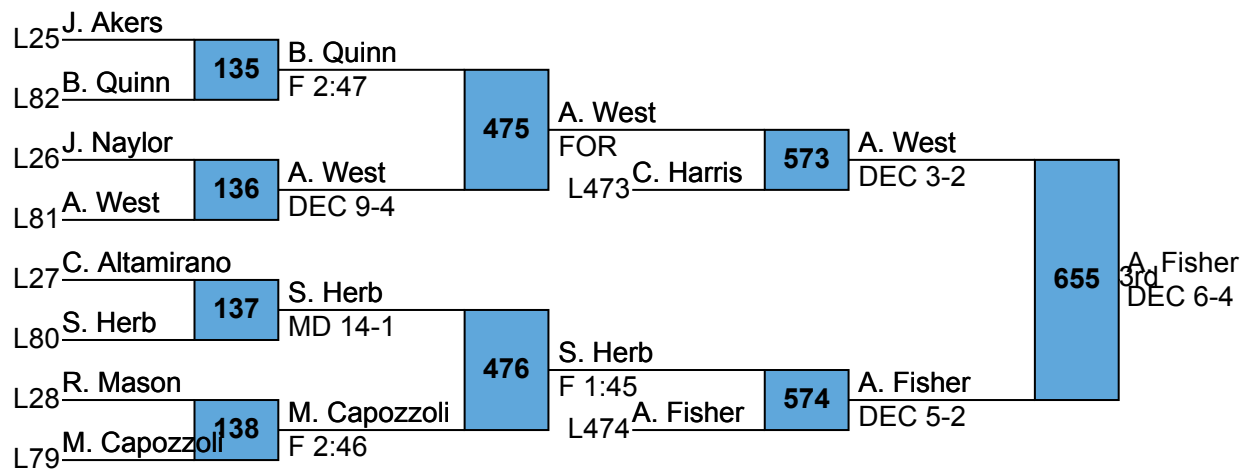 L25 J. Akers
L82 B. Quinn
135
B. Quinn
F 2:47
L26 J. Naylor
L81 A. West
136
A. West
DEC 9-4
475
A. West
FOR
L473 C. Harris
573
A. West
DEC 3-2
L27 C. Altamirano
L80 S. Herb
137
S. Herb
MD 14-1
L28 R. Mason
L79 M. Capozzoli
138
M. Capozzoli
F 2:46
476
S. Herb
F 1:45
L474 A. Fisher
574
A. Fisher
DEC 5-2
655
3rd
A. Fisher
DEC 6-4